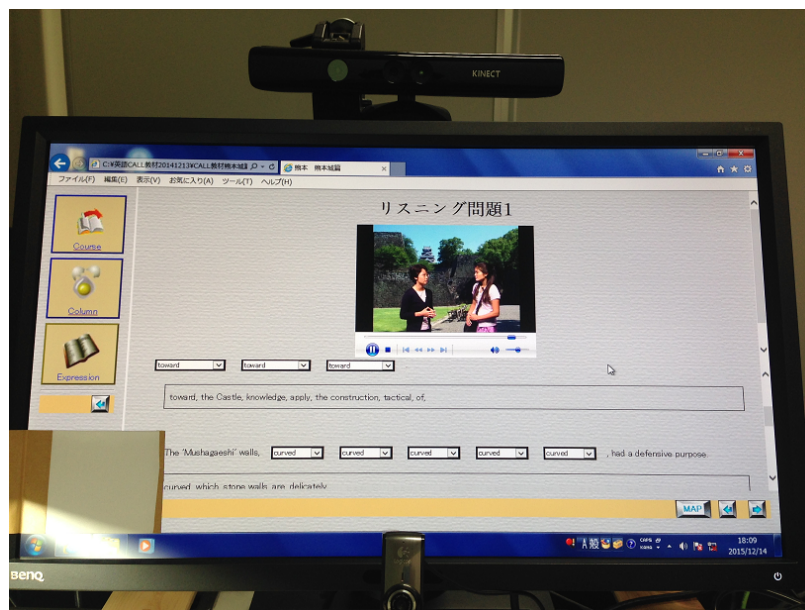 KINECT
C:¥英語CALL教材20141213¥CALL教材熊本城
熊本 熊本城篇
ファイル(F) 編集(E) 表示(V) お気に入り(A) ツール(T) ヘルプ(H)
リスニング問題1
Course
Column
Expression
toward toward toward
toward, the Castle, knowledge, apply, the construction, tactical, of,
The 'Mushagaeshi' walls, curved curved curved curved curved , had a defensive purpose.
curved which stone walls are delicately
MAP
CAPS
KANA
18:09
2015/12/14
BenQ